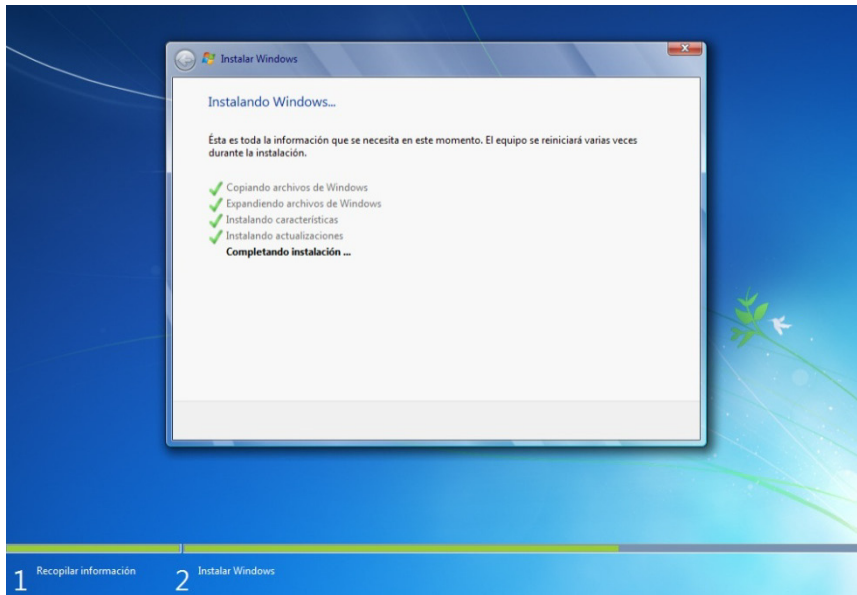 Instalar Windows
Instalando Windows...
Ésta es toda la información que se necesita en este momento. El equipo se reiniciará varias veces
durante la instalación.
Copiando archivos de Windows
Expandiendo archivos de Windows
Instalando características
Instalando actualizaciones
Completando instalación ...
1 Recopilar información
2 Instalar Windows